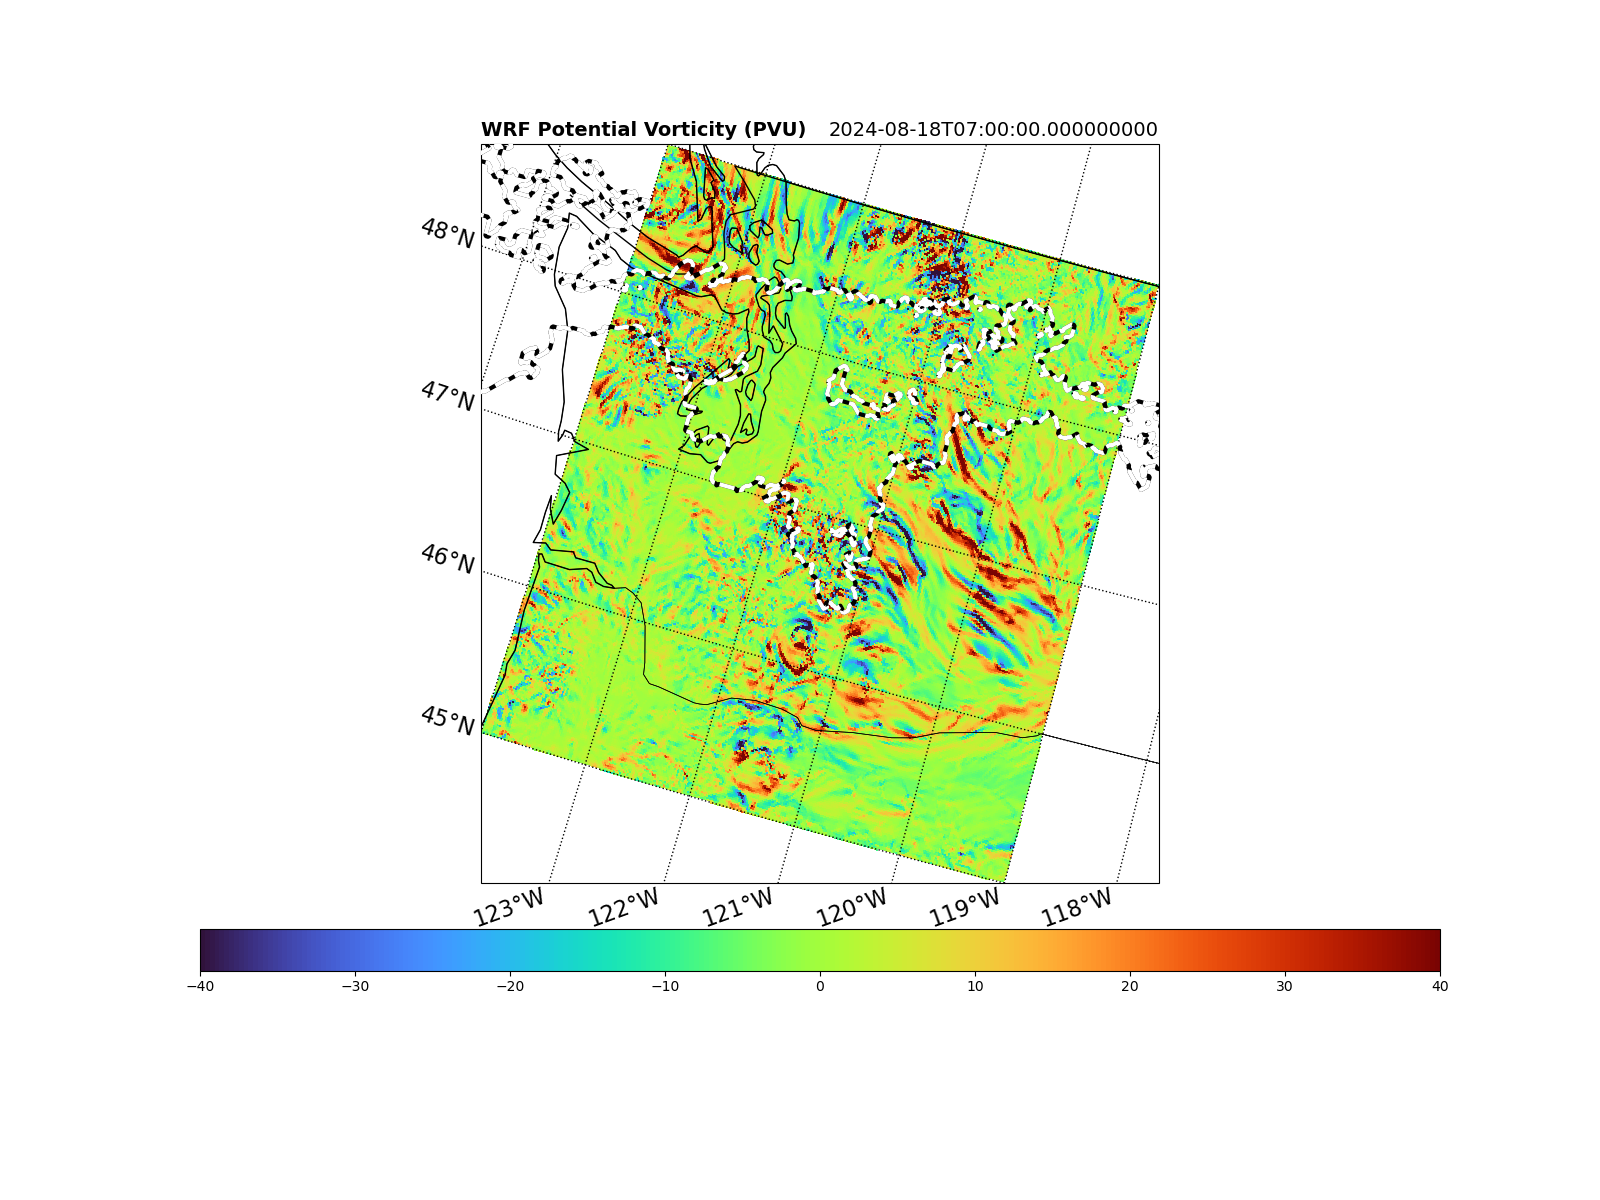 WRF Potential Vorticity (PVU) 2024-08-18T07:00:00.000000000
48°N
47°N
46°N
45°N
123°W 122°W 121°W 120°W 119°W 118°W
−40 −30 −20 −10 0 10 20 30 40